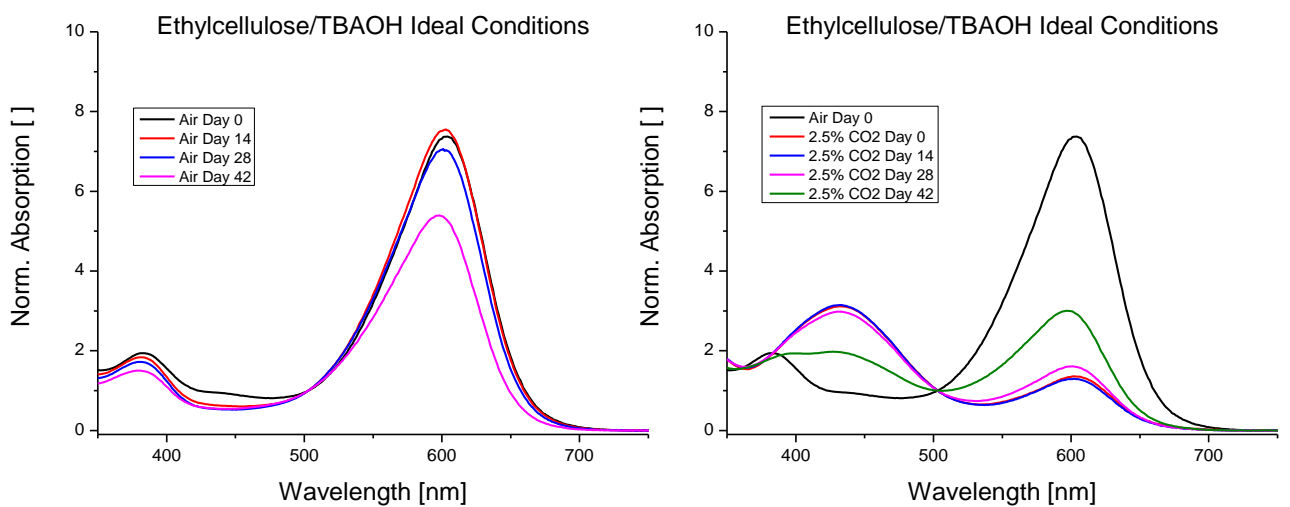 Ethylcellulose/TBAOH Ideal Conditions
10
8
6
4
2
0
Norm. Absorption [ ]
Air Day 0
Air Day 14
Air Day 28
Air Day 42
400
500
600
700
Wavelength [nm]
Ethylcellulose/TBAOH Ideal Conditions
10
8
6
4
2
0
Norm. Absorption [ ]
Air Day 0
2.5% CO2 Day 0
2.5% CO2 Day 14
2.5% CO2 Day 28
2.5% CO2 Day 42
400
500
600
700
Wavelength [nm]